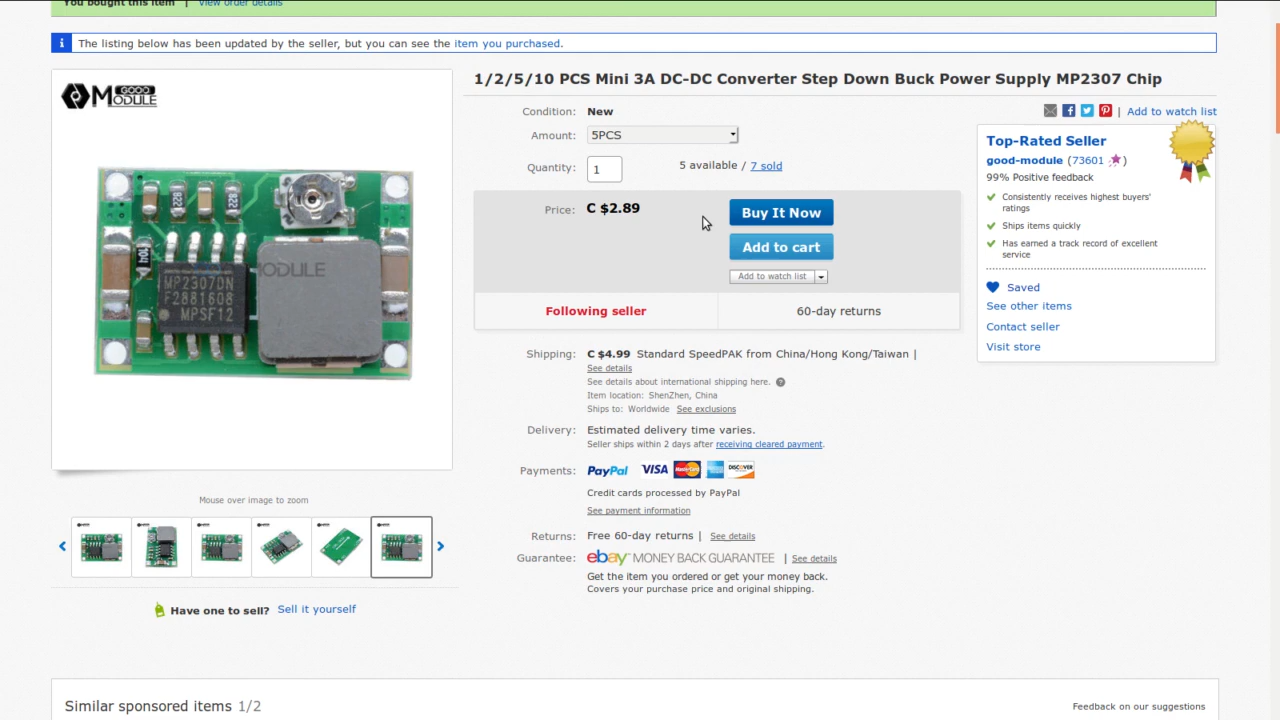 You bought this item | View order details
The listing below has been updated by the seller, but you can see the item you purchased.
GOOD
MODULE
1/2/5/10 PCS Mini 3A DC-DC Converter Step Down Buck Power Supply MP2307 Chip
Condition: New
| Add to watch list
Amount: 5PCS
Quantity: 1
5 available / 7 sold
Price: C $2.89
Buy It Now
Add to cart
Add to watch list
Following seller
60-day returns
Top-Rated Seller
good-module (73601)
99% Positive feedback
Consistently receives highest buyers'
ratings
Ships items quickly
Has earned a track record of excellent
service
Saved
See other items
Contact seller
Visit store
Shipping: C $4.99 Standard SpeedPAK from China/Hong Kong/Taiwan |
See details
See details about international shipping here.
Item location: ShenZhen, China
Ships to: Worldwide See exclusions
Delivery: Estimated delivery time varies.
Seller ships within 2 days after receiving cleared payment.
Payments: PayPal VISA MasterCard DISCOVER
Credit cards processed by PayPal
See payment information
Returns: Free 60-day returns | See details
Guarantee: ebay MONEY BACK GUARANTEE | See details
Get the item you ordered or get your money back.
Covers your purchase price and original shipping.
822
822
104
MODULE
MP2307DN
F2881608
MPSF12
Mouse over image to zoom
Have one to sell? Sell it yourself
Similar sponsored items 1/2
Feedback on our suggestions